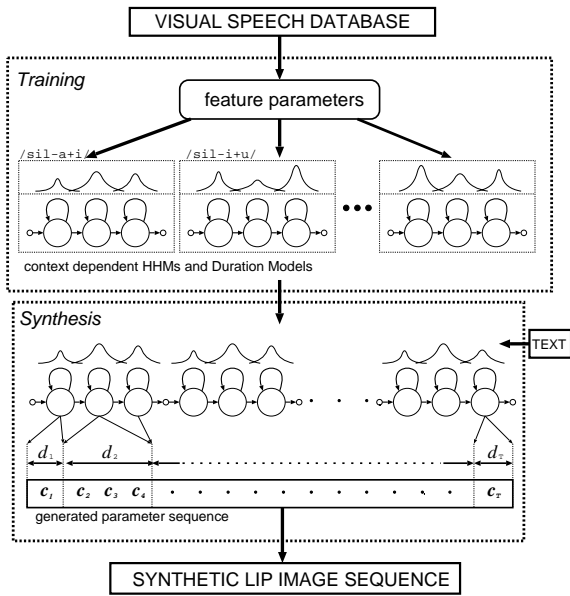 VISUAL SPEECH DATABASE
Training
feature parameters
/sil-a+i/ /sil-i+u/
context dependent HHMs and Duration Models
Synthesis
TEXT
d1 d2 dT
c1 c2 c3 c4 cT
generated parameter sequence
SYNTHETIC LIP IMAGE SEQUENCE